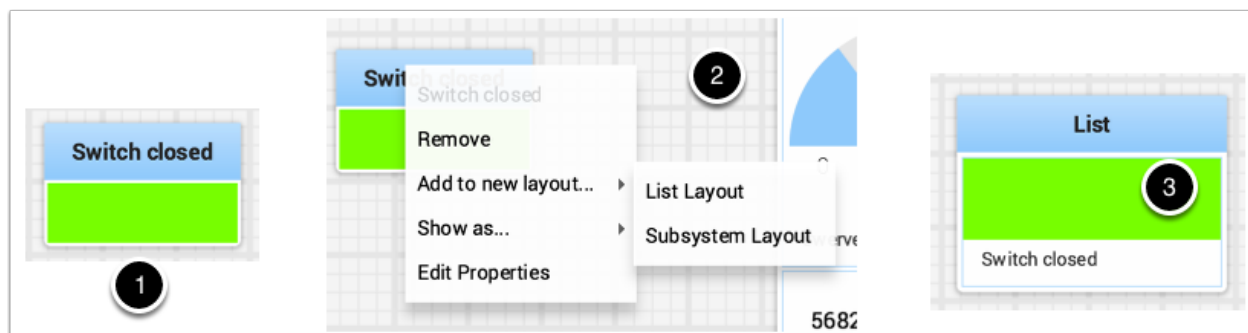 Switch closed
1
Switch closed
Switch closed
Remove
Add to new layout...
Show as...
Edit Properties
List Layout
Subsystem Layout
2
5682
List
3
Switch closed